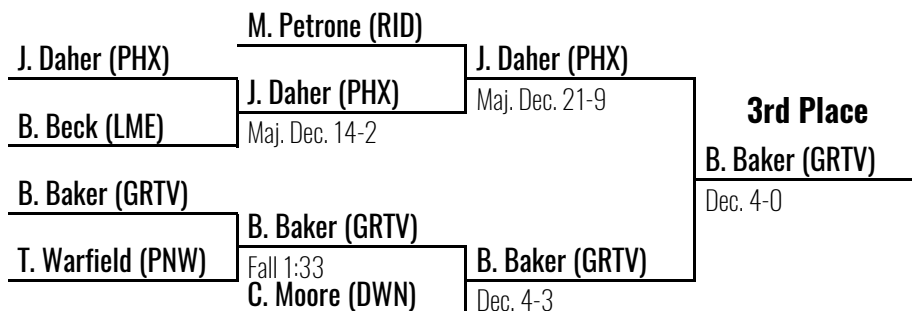 M. Petrone (RID)
J. Daher (PHX)
J. Daher (PHX)
J. Daher (PHX)
Maj. Dec. 21-9
3rd Place
B. Beck (LME)
Maj. Dec. 14-2
B. Baker (GRTV)
B. Baker (GRTV)
Dec. 4-0
B. Baker (GRTV)
T. Warfield (PNW)
Fall 1:33
B. Baker (GRTV)
C. Moore (DWN)
Dec. 4-3